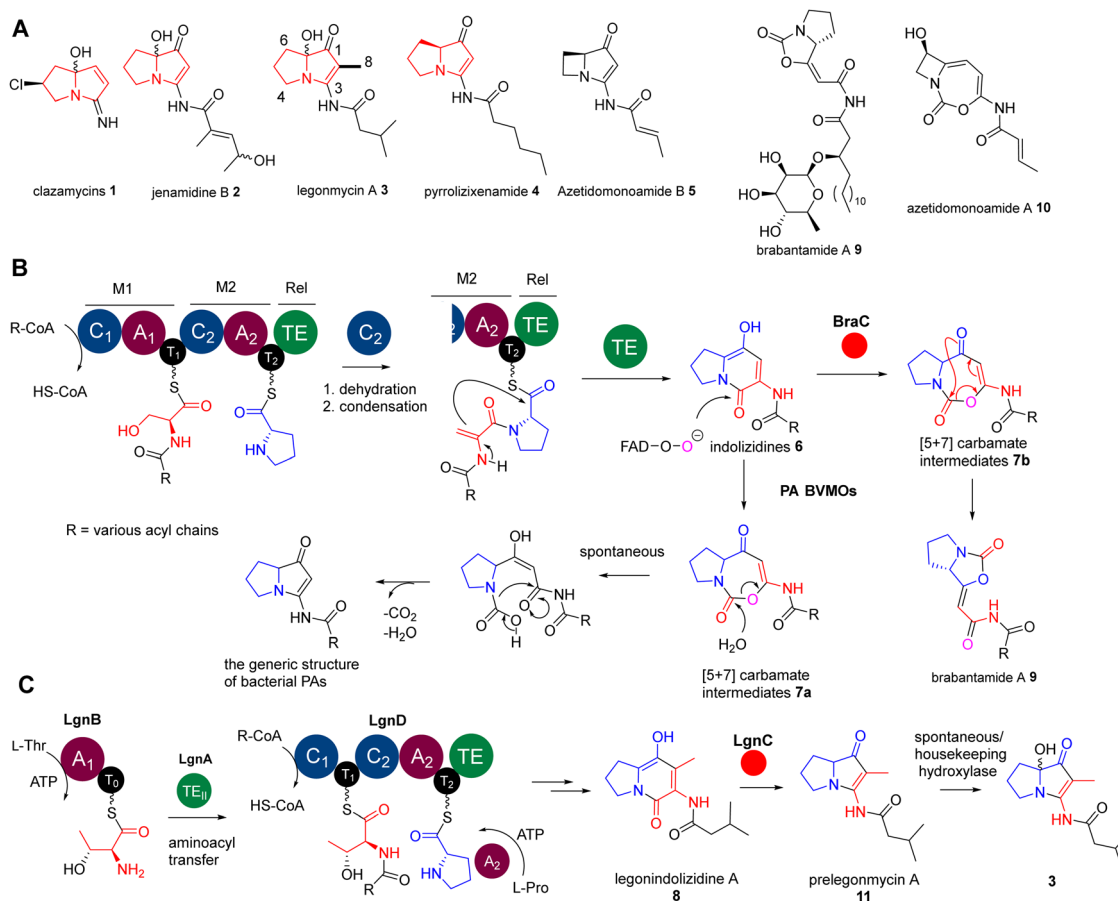 A
OH
Cl
NH
clazamycins 1
OH
O
N
HN
O
OH
jenamidine B 2
6
OH
O
1
8
N
3
4
HN
O
legonmycin A 3
O
N
HN
O
pyrrolizixenamide 4
O
N
HN
O
Azetidomonoamide B 5
O
N
O
O
NH
O
HO
O
HO
O
HO
10
brabantamide A 9
HO
N
O
O
NH
O
azetidomonoamide A 10
B
M1
M2
Rel
R-CoA
HS-CoA
C1
A1
T1
C2
A2
T2
TE
S
O
HO
HN
O
R
S
O
HN
C2
1. dehydration
2. condensation
M2
Rel
2
A2
TE
T2
S
O
O
N
N
H
O
R
TE
OH
N
O
HN
O
R
FAD-O-O⊖
indolizidines 6
BraC
O
N
O
O
NH
O
R
[5+7] carbamate
intermediates 7b
PA BVMOs
R = various acyl chains
O
N
HN
O
R
the generic structure
of bacterial PAs
-CO2
-H2O
OH
N
O
O
H
O
NH
O
R
spontaneous
O
N
O
O
NH
O
R
H2O
[5+7] carbamate
intermediates 7a
N
O
O
O
HN
O
R
brabantamide A 9
C
LgnB
L-Thr
ATP
A1
T0
S
O
HO
NH2
LgnA
TEII
aminoacyl
transfer
LgnD
R-CoA
HS-CoA
C1
C2
A2
TE
T1
T2
S
O
OH
HN
O
R
S
O
HN
A2
ATP
L-Pro
OH
N
O
HN
O
legonindolizidine A
8
LgnC
O
N
HN
O
prelegonmycin A
11
spontaneous/
housekeeping
hydroxylase
OH
O
N
HN
O
3